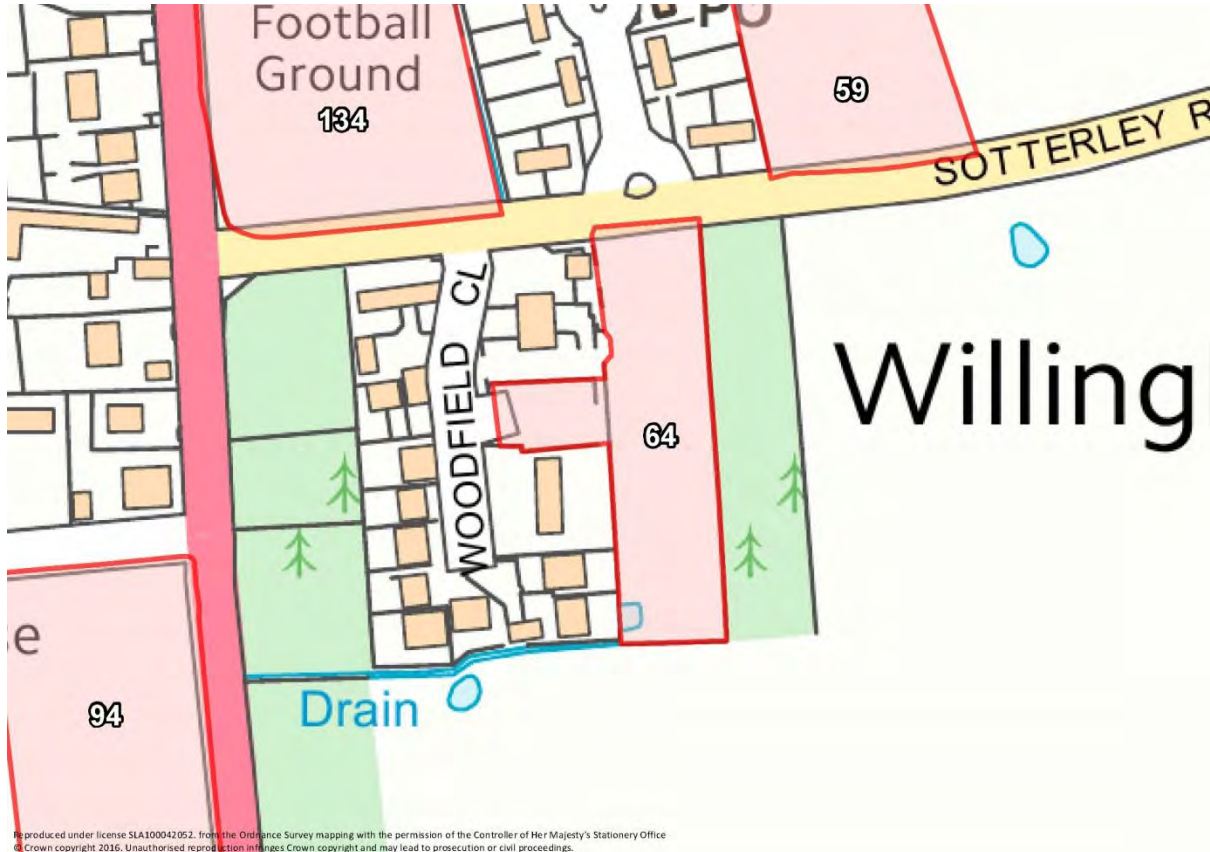 Football
Ground
134
59
SOTTERLEY R
WOODFIELD CL
64
Willing
se
94
Drain
Reproduced under license SLA100042052. from the Ordnance Survey mapping with the permission of the Controller of Her Majesty's Stationery Office
© Crown copyright 2016. Unauthorised reproduction infringes Crown copyright and may lead to prosecution or civil proceedings.